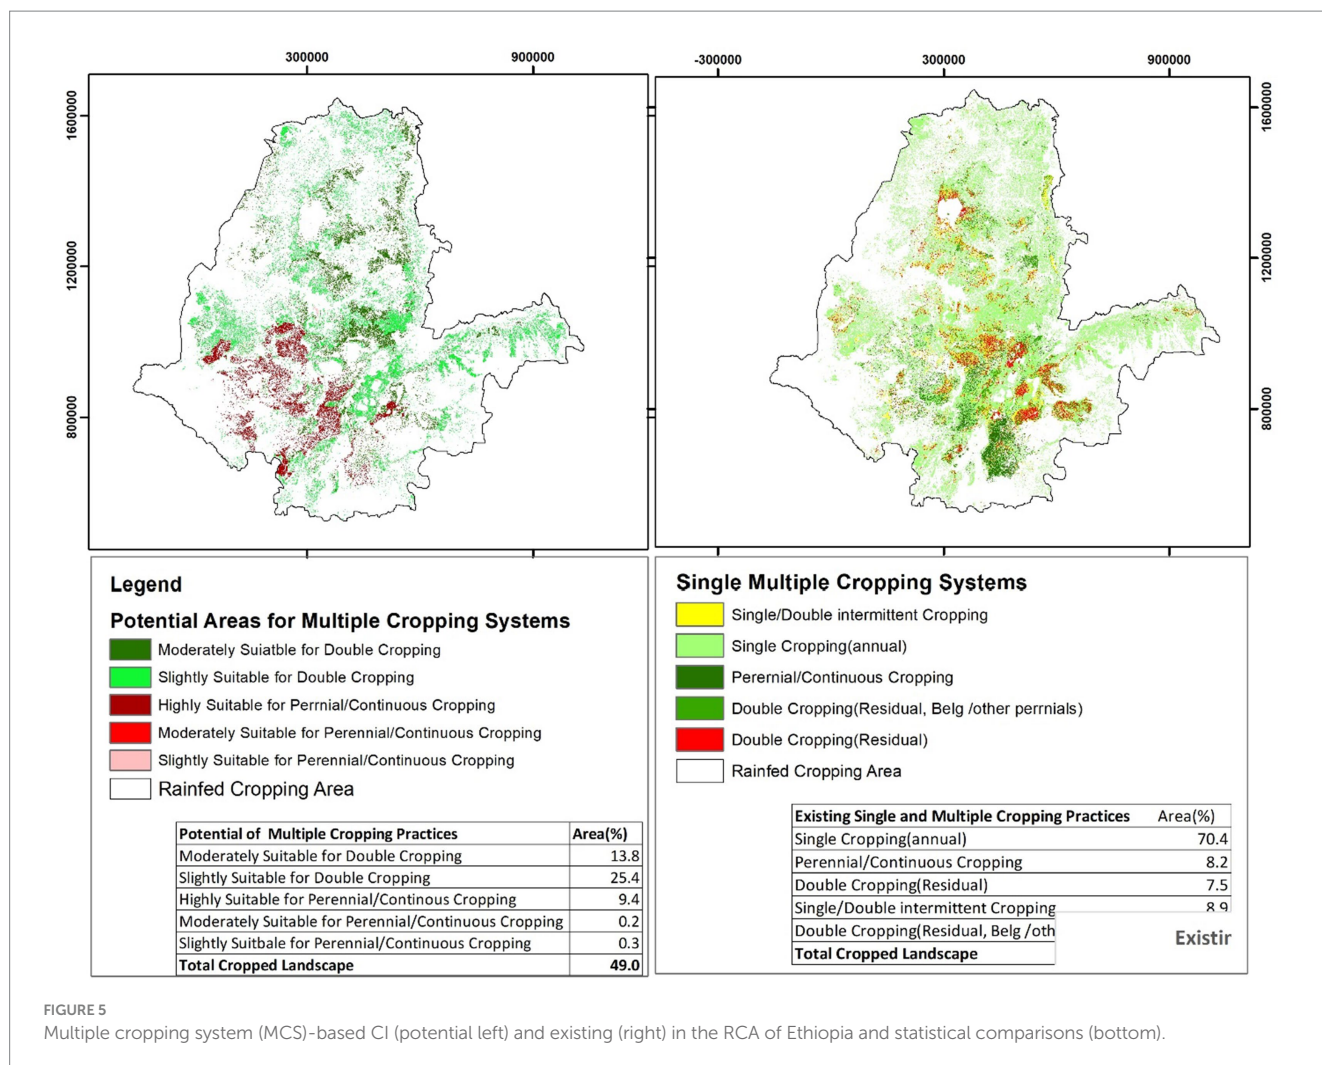 300000 900000
1600000
1200000
800000
-300000 300000 900000
1600000
1200000
800000
Legend
Potential Areas for Multiple Cropping Systems
Moderately Suiatble for Double Cropping
Slightly Suitable for Double Cropping
Highly Suitable for Perrnial/Continuous Cropping
Moderately Suitable for Perennial/Continuous Cropping
Slightly Suitable for Perennial/Continuous Cropping
Rainfed Cropping Area
Potential of Multiple Cropping Practices Area(%)
Moderately Suitable for Double Cropping 13.8
Slightly Suitable for Double Cropping 25.4
Highly Suitable for Perennial/Continous Cropping 9.4
Moderately Suitable for Perennial/Continuous Cropping 0.2
Slightly Suitbale for Perennial/Continuous Cropping 0.3
Total Cropped Landscape 49.0
Single Multiple Cropping Systems
Single/Double intermittent Cropping
Single Cropping(annual)
Perernial/Continuous Cropping
Double Cropping(Residual, Belg /other perrnials)
Double Cropping(Residual)
Rainfed Cropping Area
Existing Single and Multiple Cropping Practices Area(%)
Single Cropping(annual) 70.4
Perennial/Continuous Cropping 8.2
Double Cropping(Residual) 7.5
Single/Double intermittent Cropping 8.9
Double Cropping(Residual, Belg /oth
Existir
Total Cropped Landscape
FIGURE 5
Multiple cropping system (MCS)-based CI (potential left) and existing (right) in the RCA of Ethiopia and statistical comparisons (bottom).